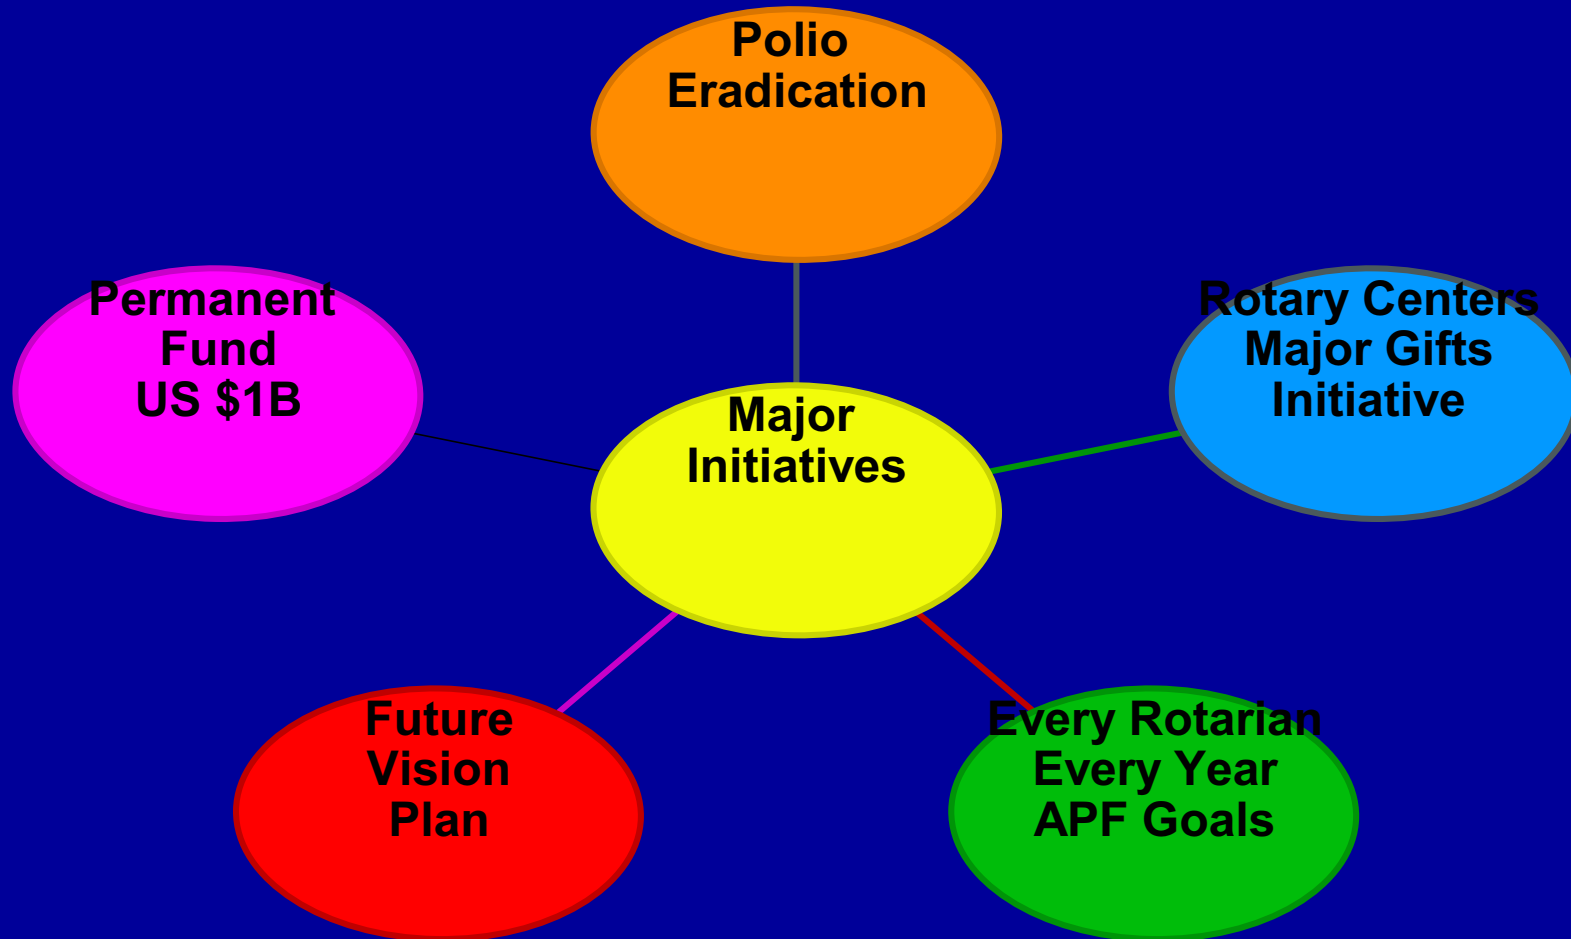 Polio
Eradication
Permanent
Fund
US $1B
Rotary Centers
Major Gifts
Initiative
Major
Initiatives
Future
Vision
Plan
Every Rotarian
Every Year
APF Goals